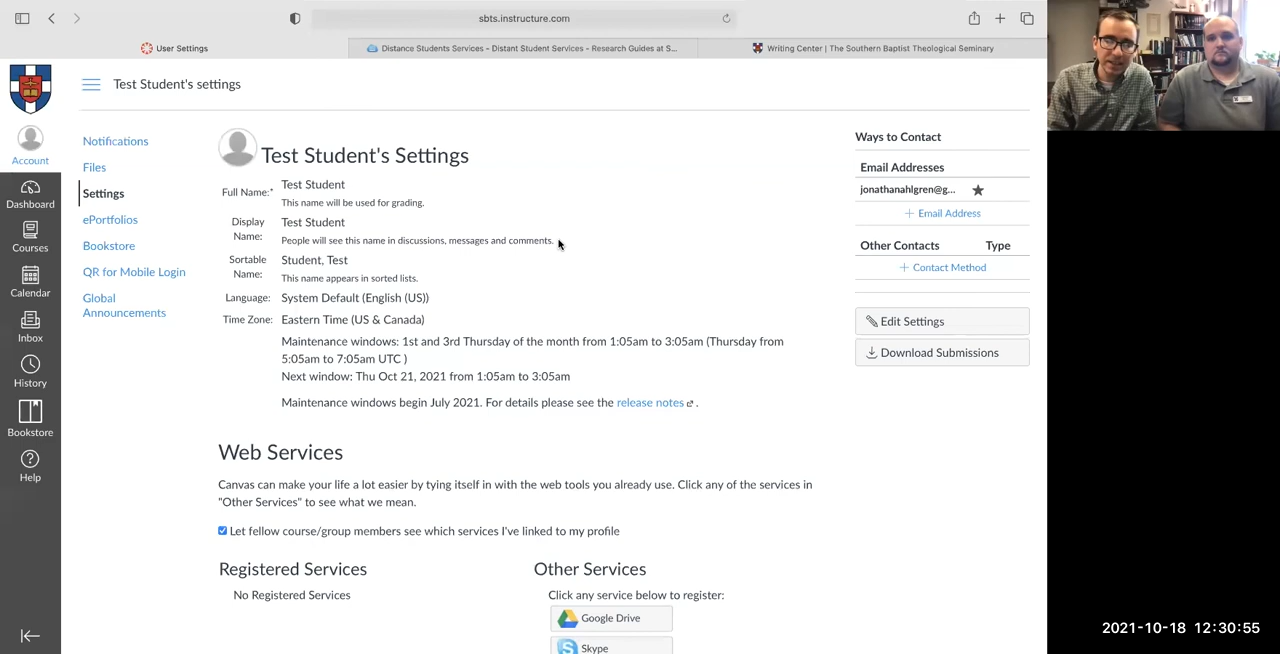 sbts.instructure.com
User Settings
Distance Students Services - Distant Student Services - Research Guides at S...
Writing Center | The Southern Baptist Theological Seminary
Test Student's settings
Account
Dashboard
Courses
Calendar
Inbox
History
Bookstore
Help
Notifications
Files
Settings
ePortfolios
Bookstore
QR for Mobile Login
Global
Announcements
Test Student's Settings
Full Name:* Test Student
This name will be used for grading.
Display
Name:
Test Student
People will see this name in discussions, messages and comments.
Sortable
Name:
Student, Test
This name appears in sorted lists.
Language: System Default (English (US))
Time Zone: Eastern Time (US & Canada)
Maintenance windows: 1st and 3rd Thursday of the month from 1:05am to 3:05am (Thursday from
5:05am to 7:05am UTC )
Next window: Thu Oct 21, 2021 from 1:05am to 3:05am
Maintenance windows begin July 2021. For details please see the release notes .
Web Services
Canvas can make your life a lot easier by tying itself in with the web tools you already use. Click any of the services in
"Other Services" to see what we mean.
Let fellow course/group members see which services I've linked to my profile
Registered Services
No Registered Services
Other Services
Click any service below to register:
Google Drive
Skype
Ways to Contact
Email Addresses
jonathanahlgren@g...
+ Email Address
Other Contacts Type
+ Contact Method
Edit Settings
Download Submissions
2021-10-18 12:30:55